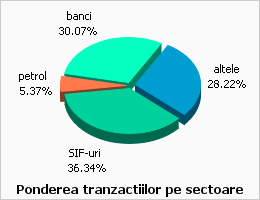 banci
30.07%
altele
28.22%
petrol
5.37%
SIF-uri
36.34%
Ponderea tranzactiilor pe sectoare